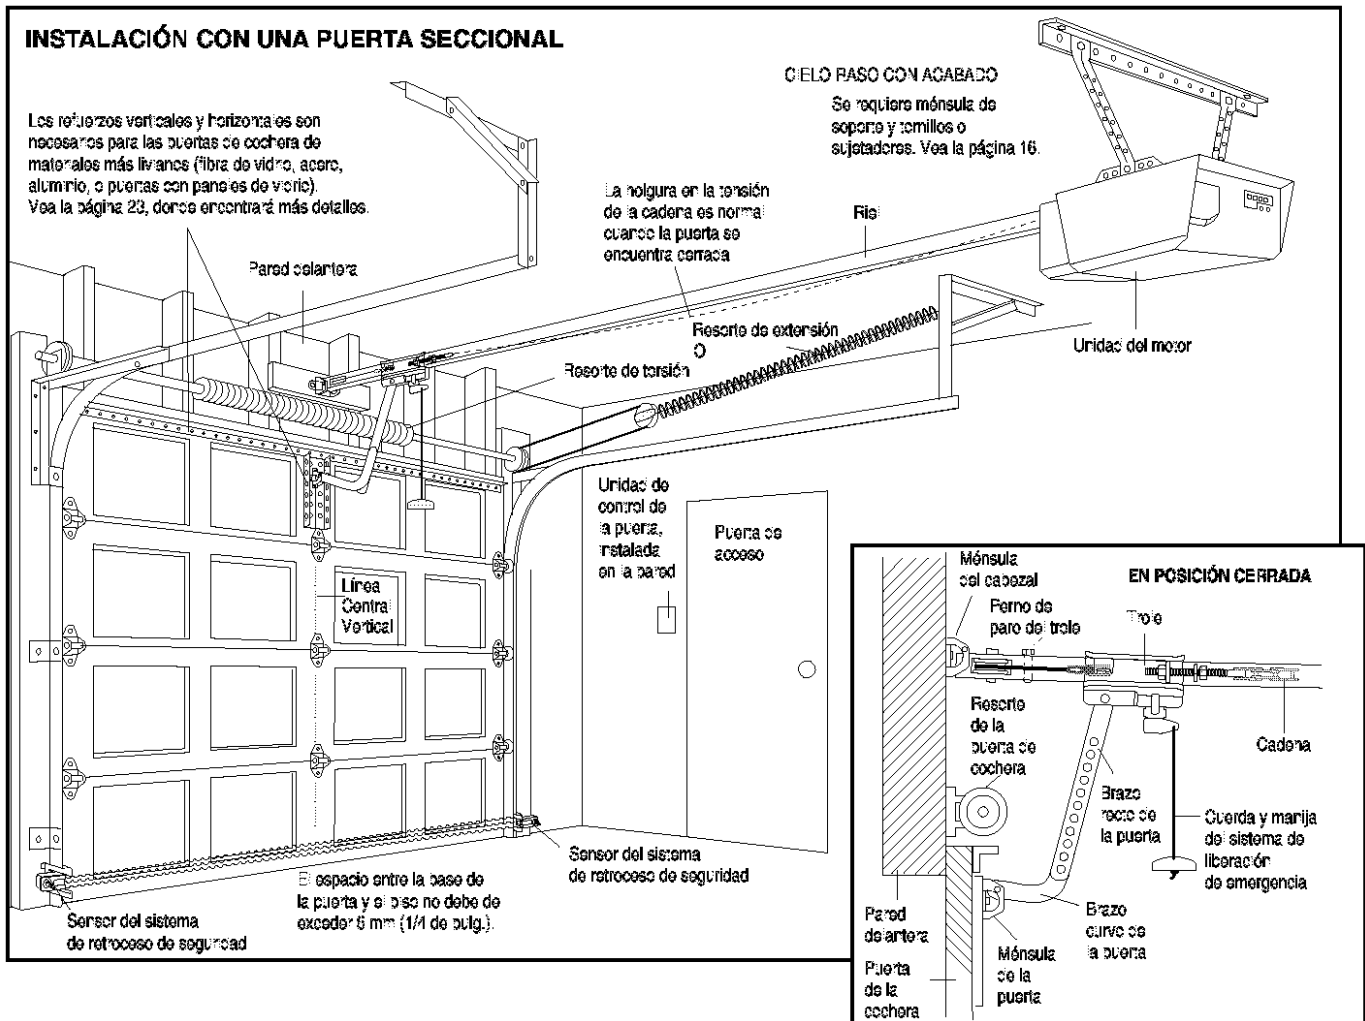 INSTALACIÓN CON UNA PUERTA SECCIONAL
CIELO RASO CON ACABADO
Se requiere ménsula de
soporte y tornillos o
sujetadores. Vea la página 16.
Los refuerzos verticales y horizontales son
necesarios para las puertas de cochera de
materiales más livianos (fibra de vidrio, acero,
aluminio, o puertas con paneles de vidrio).
Vea la página 23, donde encontrará más detalles.
La holgura en la tensión
de la cadena es normal
cuando la puerta se
encuentra cerrada
Riel
Pared delantera
Resorte de extensión
O
Resorte de torsión
Unidad del motor
Unidad de
control de
la puerta,
instalada
en la pared
Puerta de
acceso
Línea
Central
Vertical
Sensor del sistema
de retroceso de seguridad
El espacio entre la base de
la puerta y el piso no debe de
exceder 6 mm (1/4 de pulg.).
Sensor del sistema
de retroceso de seguridad
EN POSICIÓN CERRADA
Ménsula
del cabezal
Perno de
paro del trole
Trole
Resorte
de la
puerta de
cochera
Cadena
Brazo
recto de
la puerta
Cuerda y manija
del sistema de
liberación
de emergencia
Pared
delantera
Brazo
curvo de
la puerta
Ménsula
de la
puerta
Puerta
de la
cochera